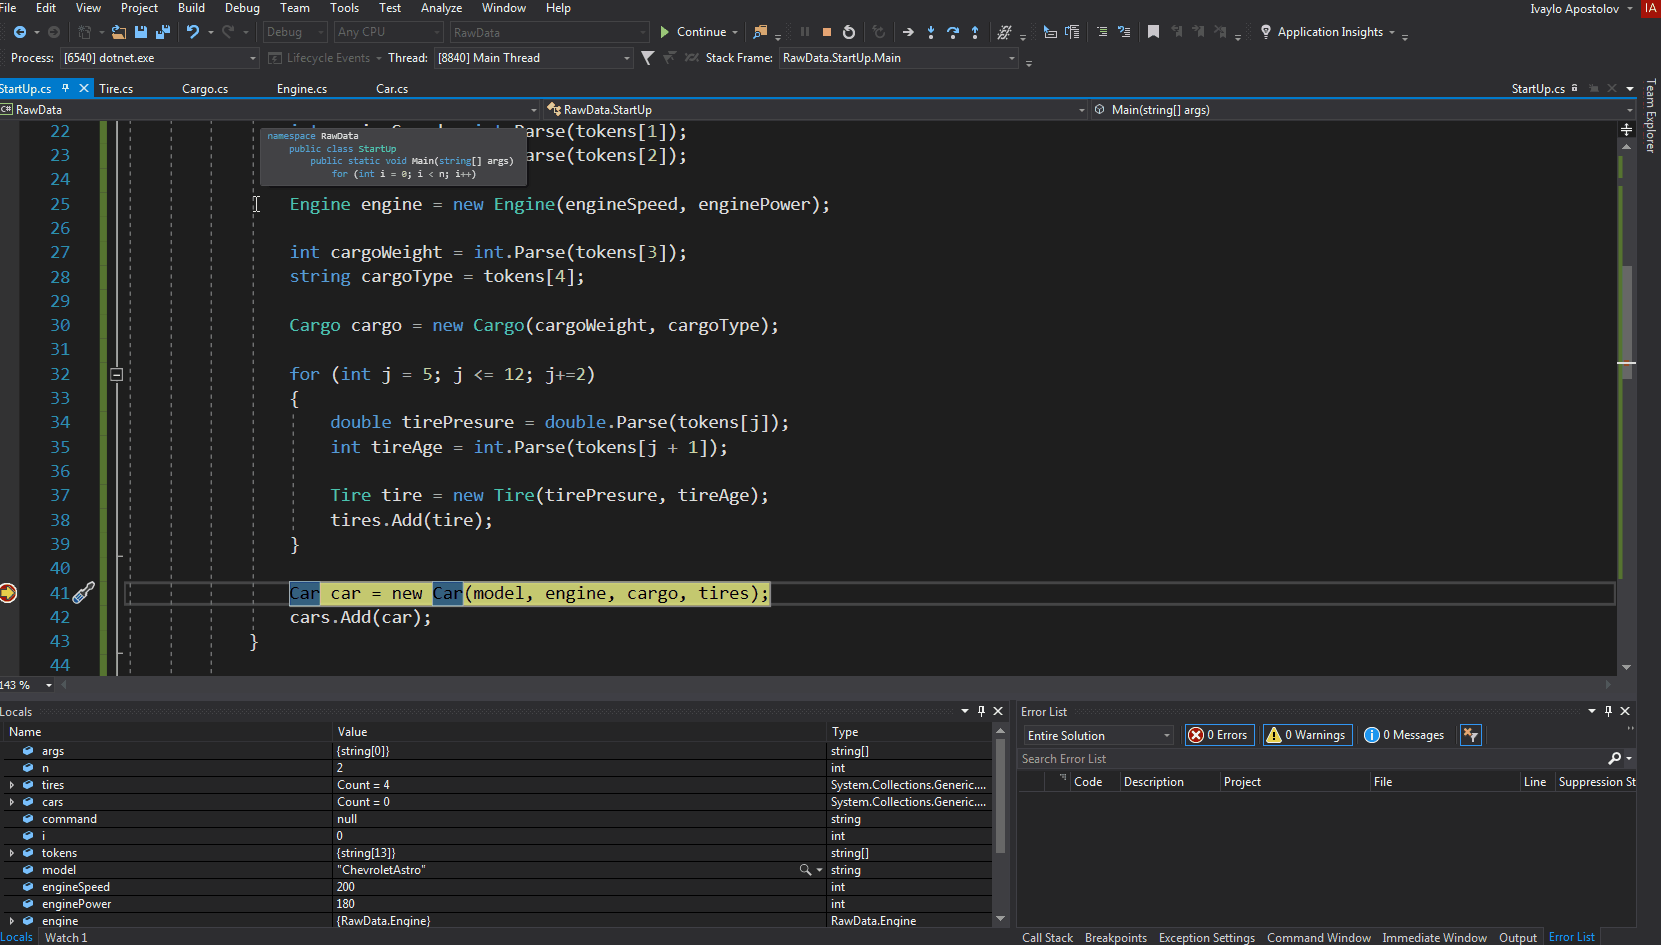 File Edit View Project Build Debug Team Tools Test Analyze Window Help Ivaylo Apostolov IA
Debug Any CPU RawData Continue Application Insights
Process: [6540] dotnet.exe Lifecycle Events Thread: [8840] Main Thread Stack Frame: RawData.StartUp.Main
StartUp.cs Tire.cs Cargo.cs Engine.cs Car.cs StartUp.cs
C# RawData RawData.StartUp Main(string[] args)
Team Explorer
22 Parse(tokens[1]);
namespace RawData
public class StartUp
public static void Main(string[] args)
for (int i = 0; i < n; i++)
23 arse(tokens[2]);
24
25 Engine engine = new Engine(engineSpeed, enginePower);
26
27 int cargoWeight = int.Parse(tokens[3]);
28 string cargoType = tokens[4];
29
30 Cargo cargo = new Cargo(cargoWeight, cargoType);
31
32 for (int j = 5; j <= 12; j+=2)
33 {
34 double tirePresure = double.Parse(tokens[j]);
35 int tireAge = int.Parse(tokens[j + 1]);
36
37 Tire tire = new Tire(tirePresure, tireAge);
38 tires.Add(tire);
39 }
40
41 Car car = new Car(model, engine, cargo, tires);
42 cars.Add(car);
43 }
44
143 %
Locals
Name Value Type
args {string[0]} string[]
n 2 int
tires Count = 4 System.Collections.Generic....
cars Count = 0 System.Collections.Generic....
command null string
i 0 int
tokens {string[13]} string[]
model "ChevroletAstro" string
engineSpeed 200 int
enginePower 180 int
engine {RawData.Engine} RawData.Engine
Locals Watch 1
Error List
Entire Solution 0 Errors 0 Warnings 0 Messages
Search Error List
Code Description Project File Line Suppression St
Call Stack Breakpoints Exception Settings Command Window Immediate Window Output Error List